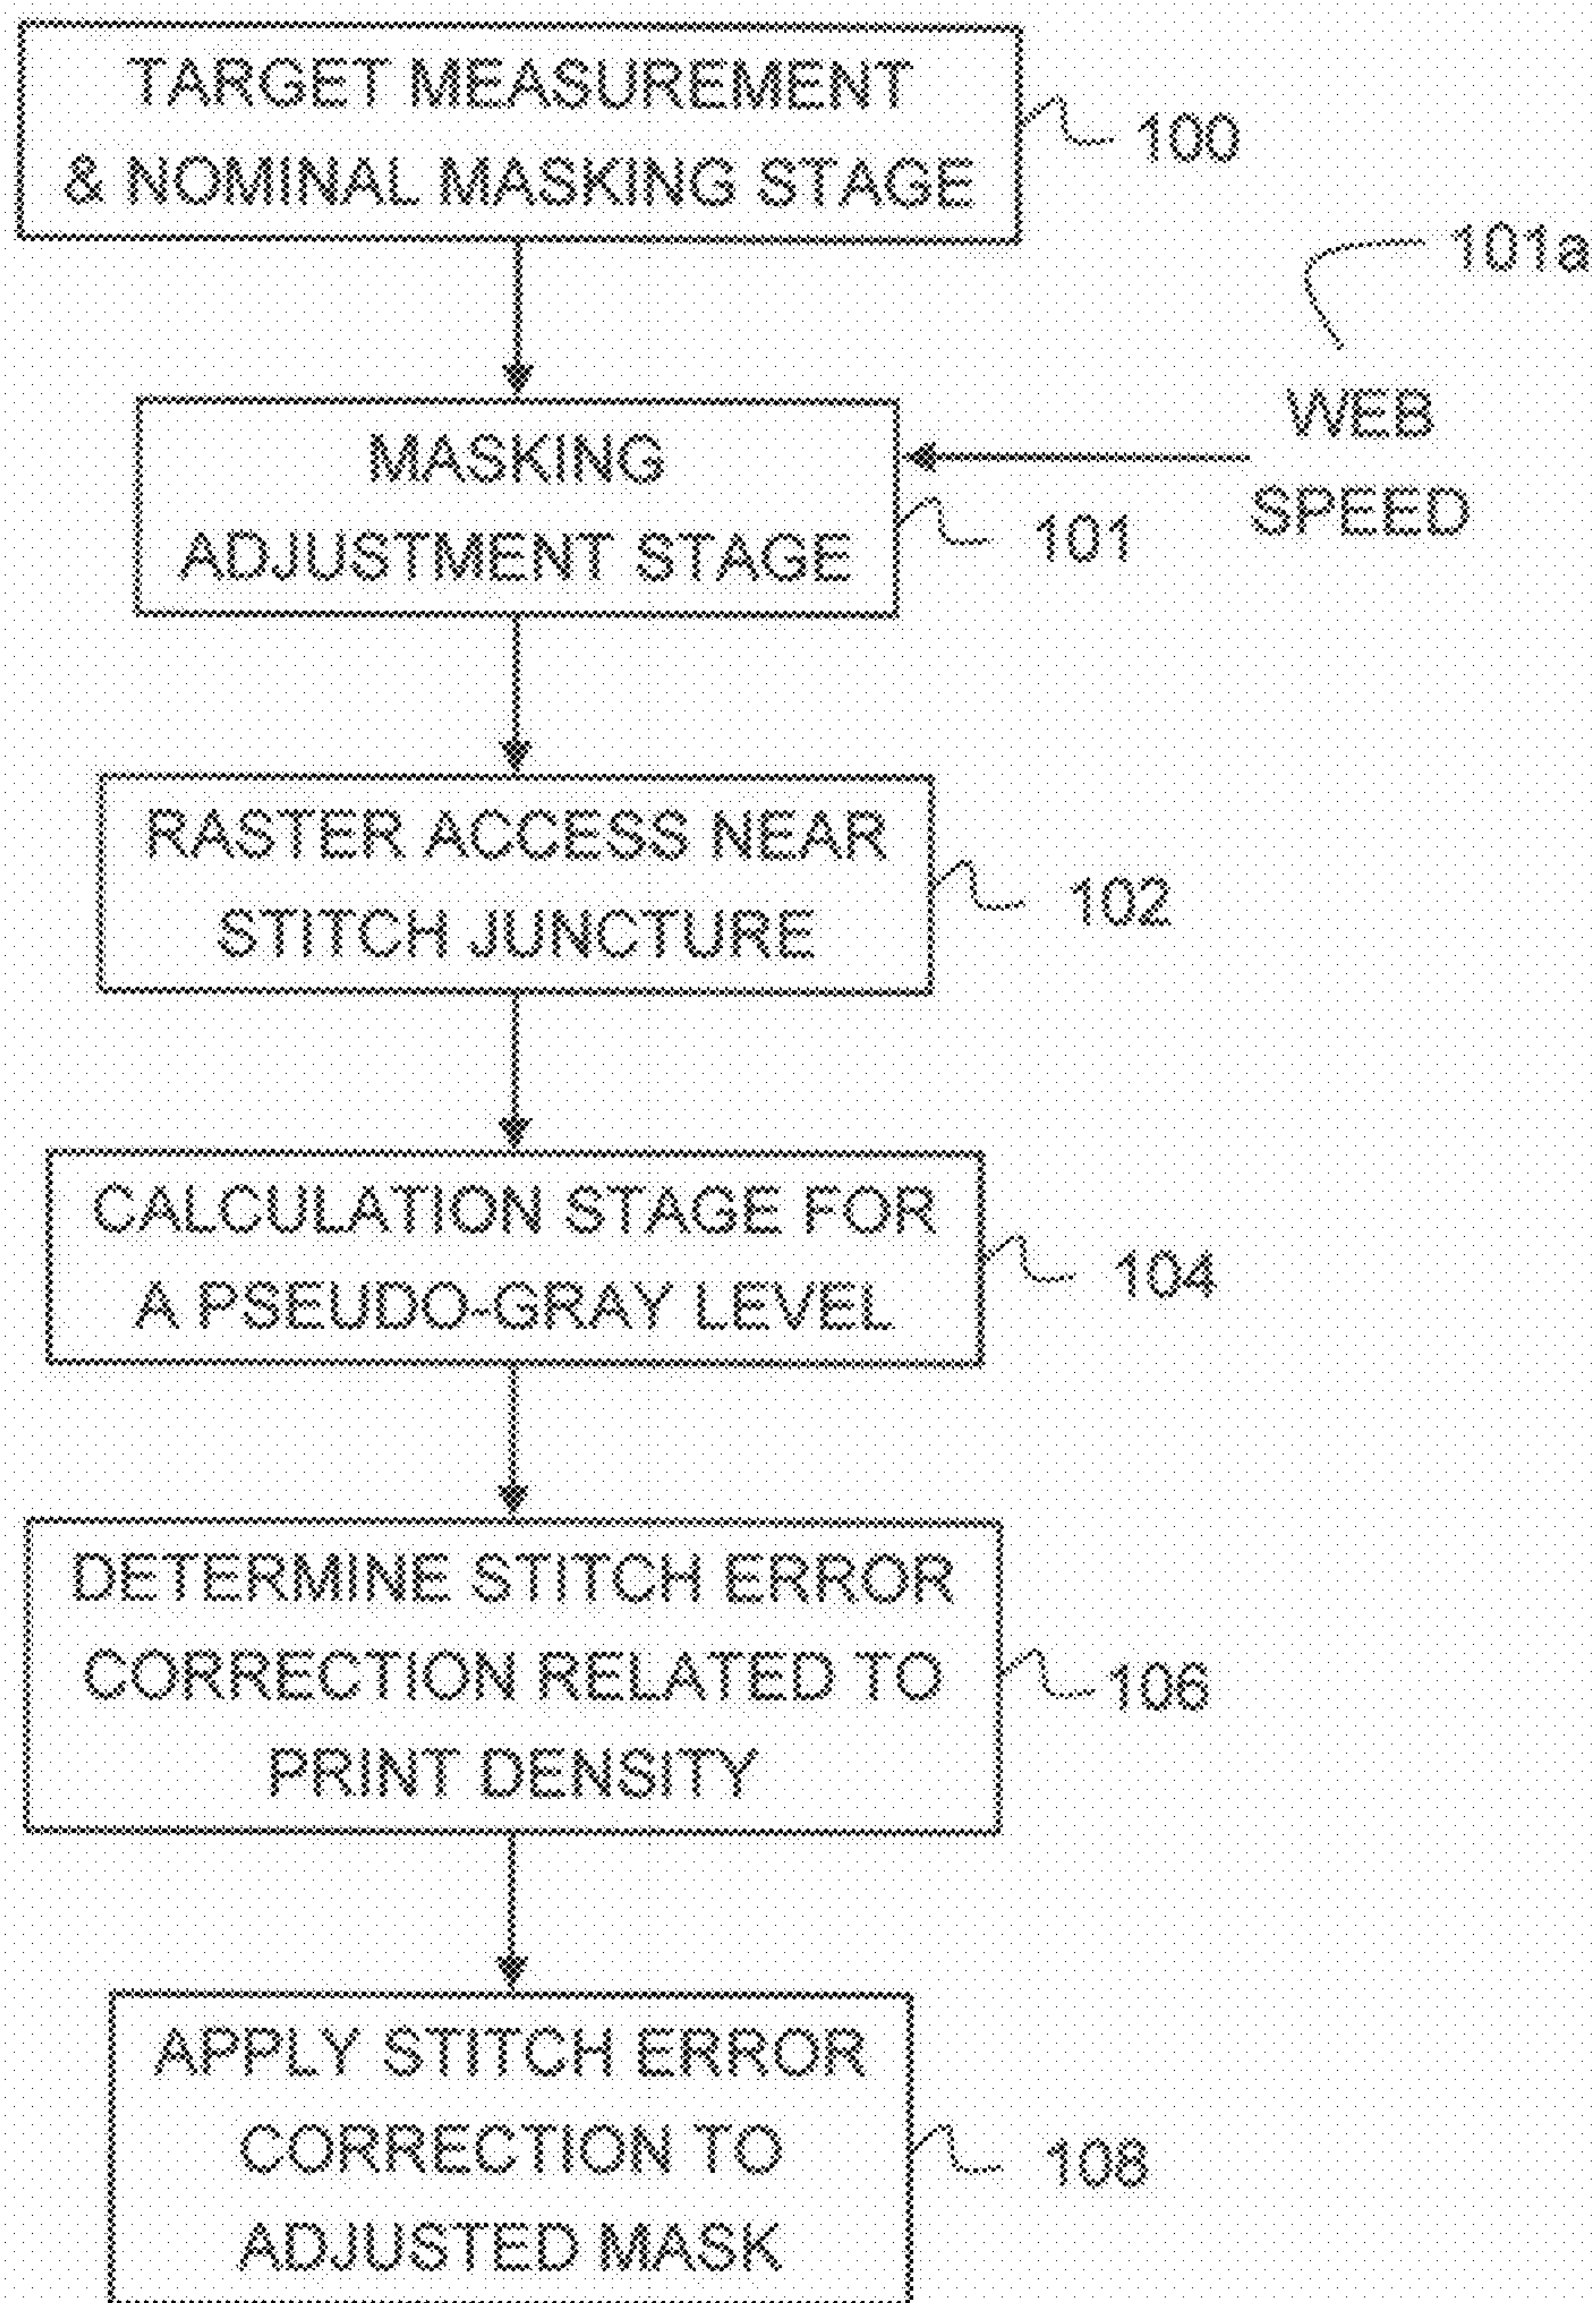 TARGET MEASUREMENT
& NOMINAL MASKING STAGE
100
101a
MASKING
ADJUSTMENT STAGE
101
WEB
SPEED
RASTER ACCESS NEAR
STITCH JUNCTURE
102
CALCULATION STAGE FOR
A PSEUDO-GRAY LEVEL
104
DETERMINE STITCH ERROR
CORRECTION RELATED TO
PRINT DENSITY
106
APPLY STITCH ERROR
CORRECTION TO
ADJUSTED MASK
108